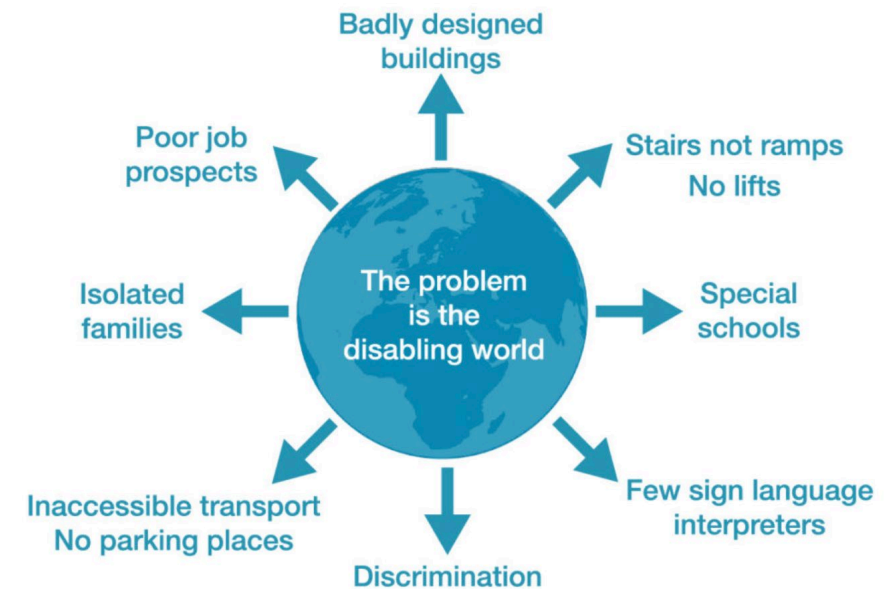 Badly designed
buildings
Poor job
prospects
Stairs not ramps
No lifts
Isolated
families
The problem
is the
disabling world
Special
schools
Inaccessible transport
No parking places
Few sign language
interpreters
Discrimination